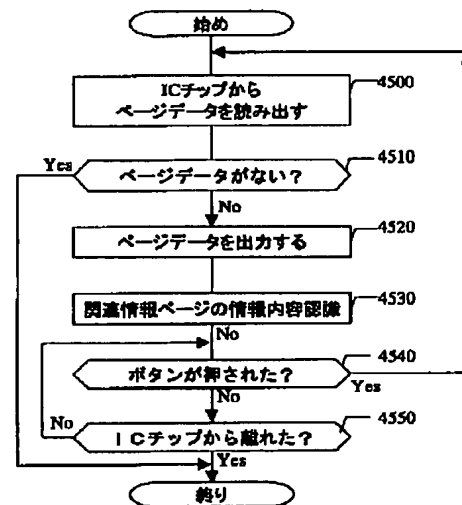 始め
ICチップから
ページデータを読み出す
4500
Yes
ページデータがない？
4510
No
ページデータを出力する
4520
関連情報ページの情報内容認識
4530
No
ボタンが押された？
4540
Yes
No
No
ICチップから離れた？
4550
Yes
終り